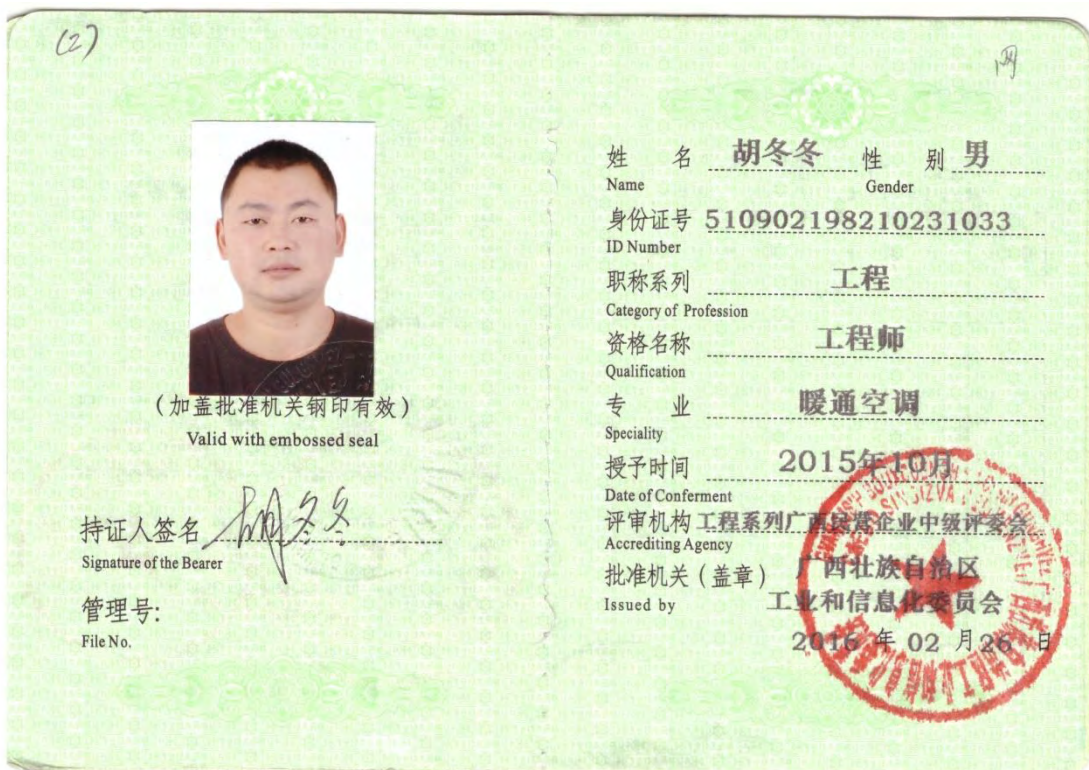 (2)
(加盖批准机关钢印有效)
Valid with embossed seal
持证人签名 胡冬冬
Signature of the Bearer
管理号:
File No.
网
姓 名 胡冬冬 性 别 男
Name Gender
身份证号 510902198210231033
ID Number
职称系列 工程
Category of Profession
资格名称 工程师
Qualification
专 业 暖通空调
Speciality
授予时间 2015年10月
Date of Conferment
评审机构 工程系列广西民营企业中级评委会
Accrediting Agency
批准机关(盖章) 广西壮族自治区
Issued by 工业和信息化委员会
2016 年 02 月 26 日